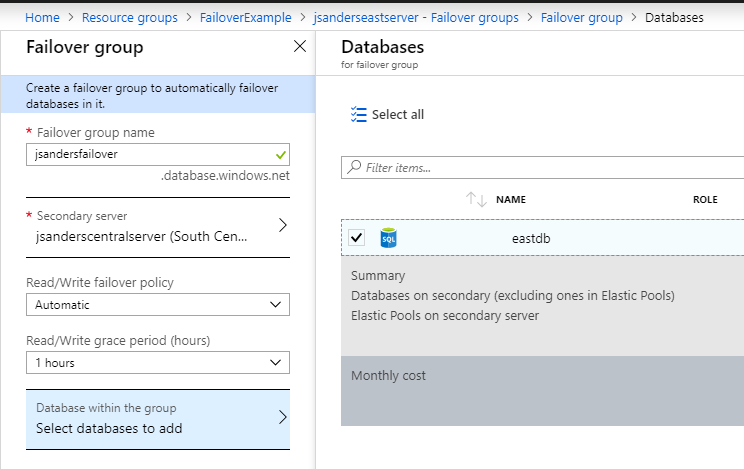 Home > Resource groups > FailoverExample > jsanderseastserver - Failover groups > Failover group > Databases
Failover group
Create a failover group to automatically failover
databases in it.
* Failover group name
jsandersfailover
.database.windows.net
* Secondary server
jsanderscentralserver (South Cen...
Read/Write failover policy
Automatic
Read/Write grace period (hours)
1 hours
Database within the group
Select databases to add
Databases
for failover group
Select all
Filter items...
NAME ROLE
SQL eastdb
Summary
Databases on secondary (excluding ones in Elastic Pools)
Elastic Pools on secondary server
Monthly cost